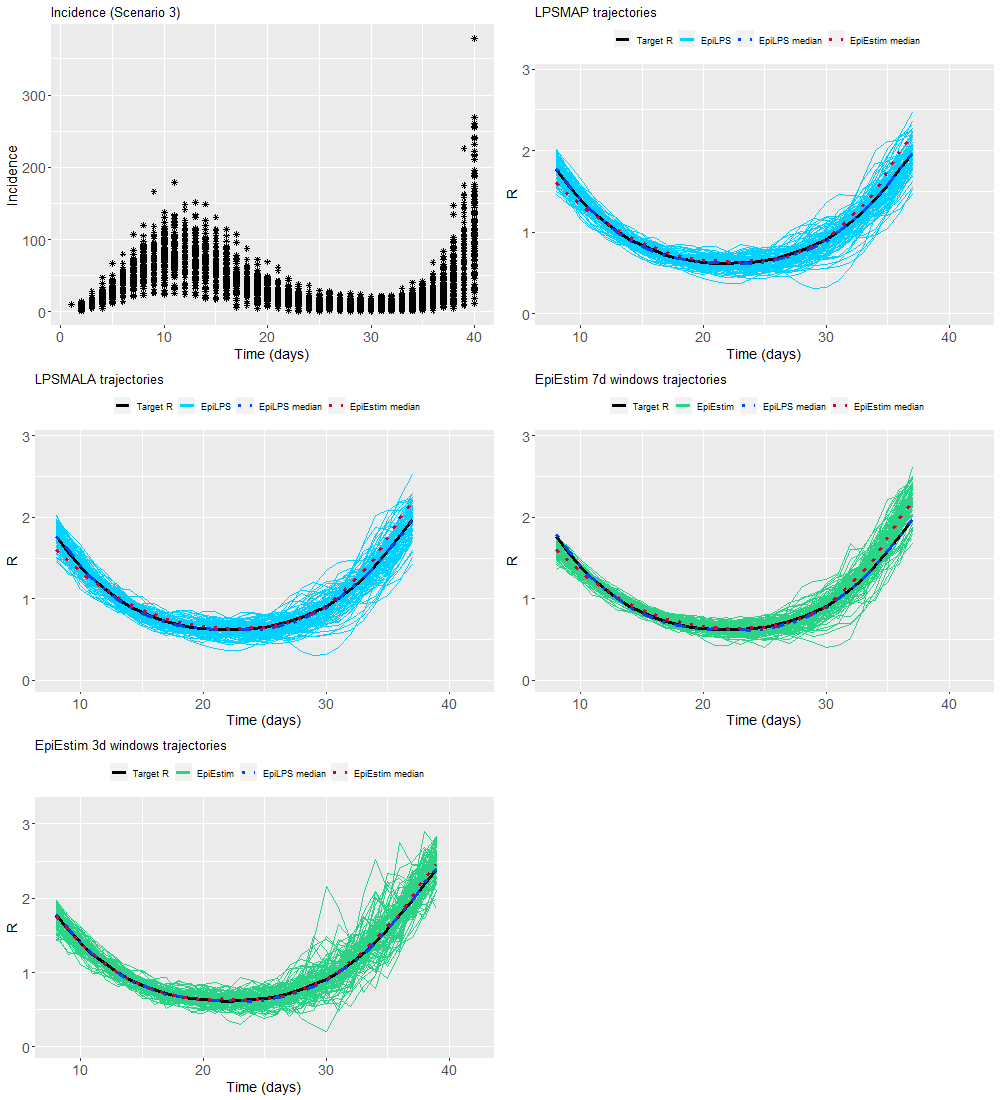 Incidence (Scenario 3)
300
200
100
0
Incidence
0 10 20 30 40
Time (days)
LPSMAP trajectories
Target R EpiLPS EpiLPS median EpiEstim median
3
2
1
0
R
10 20 30 40
Time (days)
LPSMALA trajectories
Target R EpiLPS EpiLPS median EpiEstim median
3
2
1
0
R
10 20 30 40
Time (days)
EpiEstim 7d windows trajectories
Target R EpiEstim EpiLPS median EpiEstim median
3
2
1
0
R
10 20 30 40
Time (days)
EpiEstim 3d windows trajectories
Target R EpiEstim EpiLPS median EpiEstim median
3
2
1
0
R
10 20 30 40
Time (days)